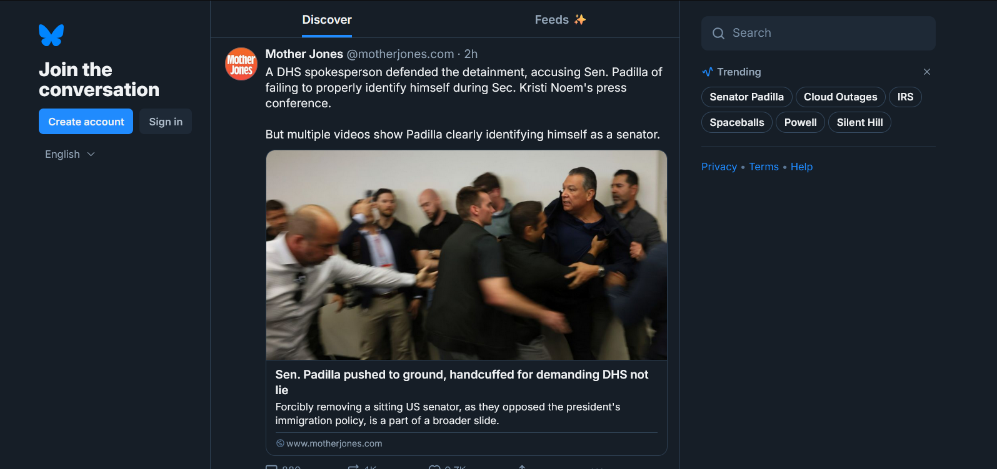 Discover
Feeds ✨
Join the
conversation
Create account
Sign in
English
Mother Jones
Mother Jones @motherjones.com · 2h
A DHS spokesperson defended the detainment, accusing Sen. Padilla of
failing to properly identify himself during Sec. Kristi Noem's press
conference.
But multiple videos show Padilla clearly identifying himself as a senator.
Sen. Padilla pushed to ground, handcuffed for demanding DHS not
lie
Forcibly removing a sitting US senator, as they opposed the president's
immigration policy, is a part of a broader slide.
www.motherjones.com
Search
Trending
Senator Padilla
Cloud Outages
IRS
Spaceballs
Powell
Silent Hill
Privacy • Terms • Help